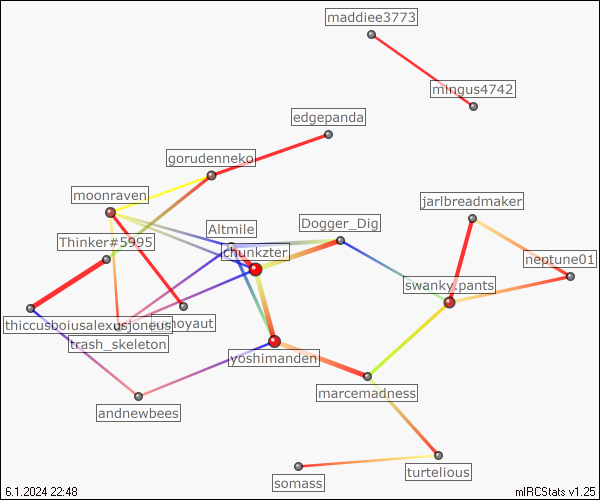 maddiee3773
mingus4742
edgepanda
gorudenneko
moonraven
jarlbreadmaker
Altmile
Dogger_Dig
Thinker#5995
chunkzter
neptune01
swanky.pants
thiccusboiusalexusjoneus
noyaut
trash_skeleton
yoshimanden
marcemadness
andnewbees
turtelious
somass
6.1.2024 22:48
mIRCStats v1.25